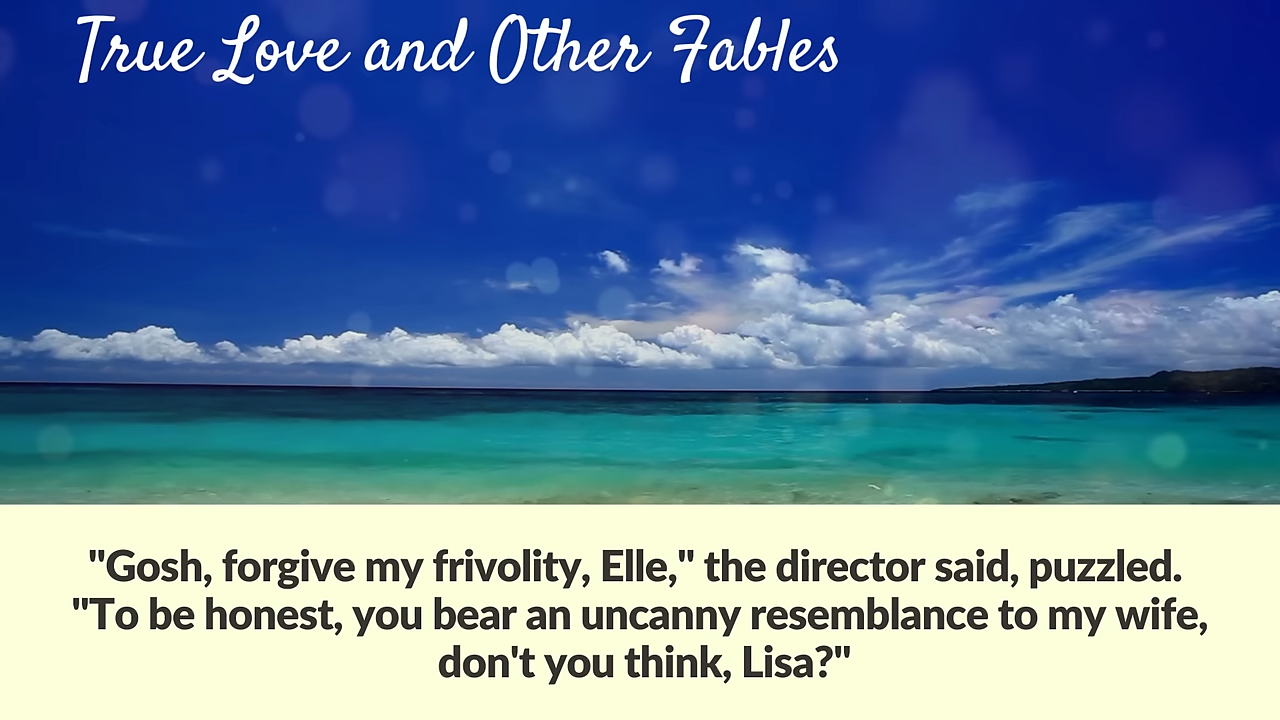 True Love and Other Fables
"Gosh, forgive my frivolity, Elle," the director said, puzzled.
"To be honest, you bear an uncanny resemblance to my wife,
don't you think, Lisa?"